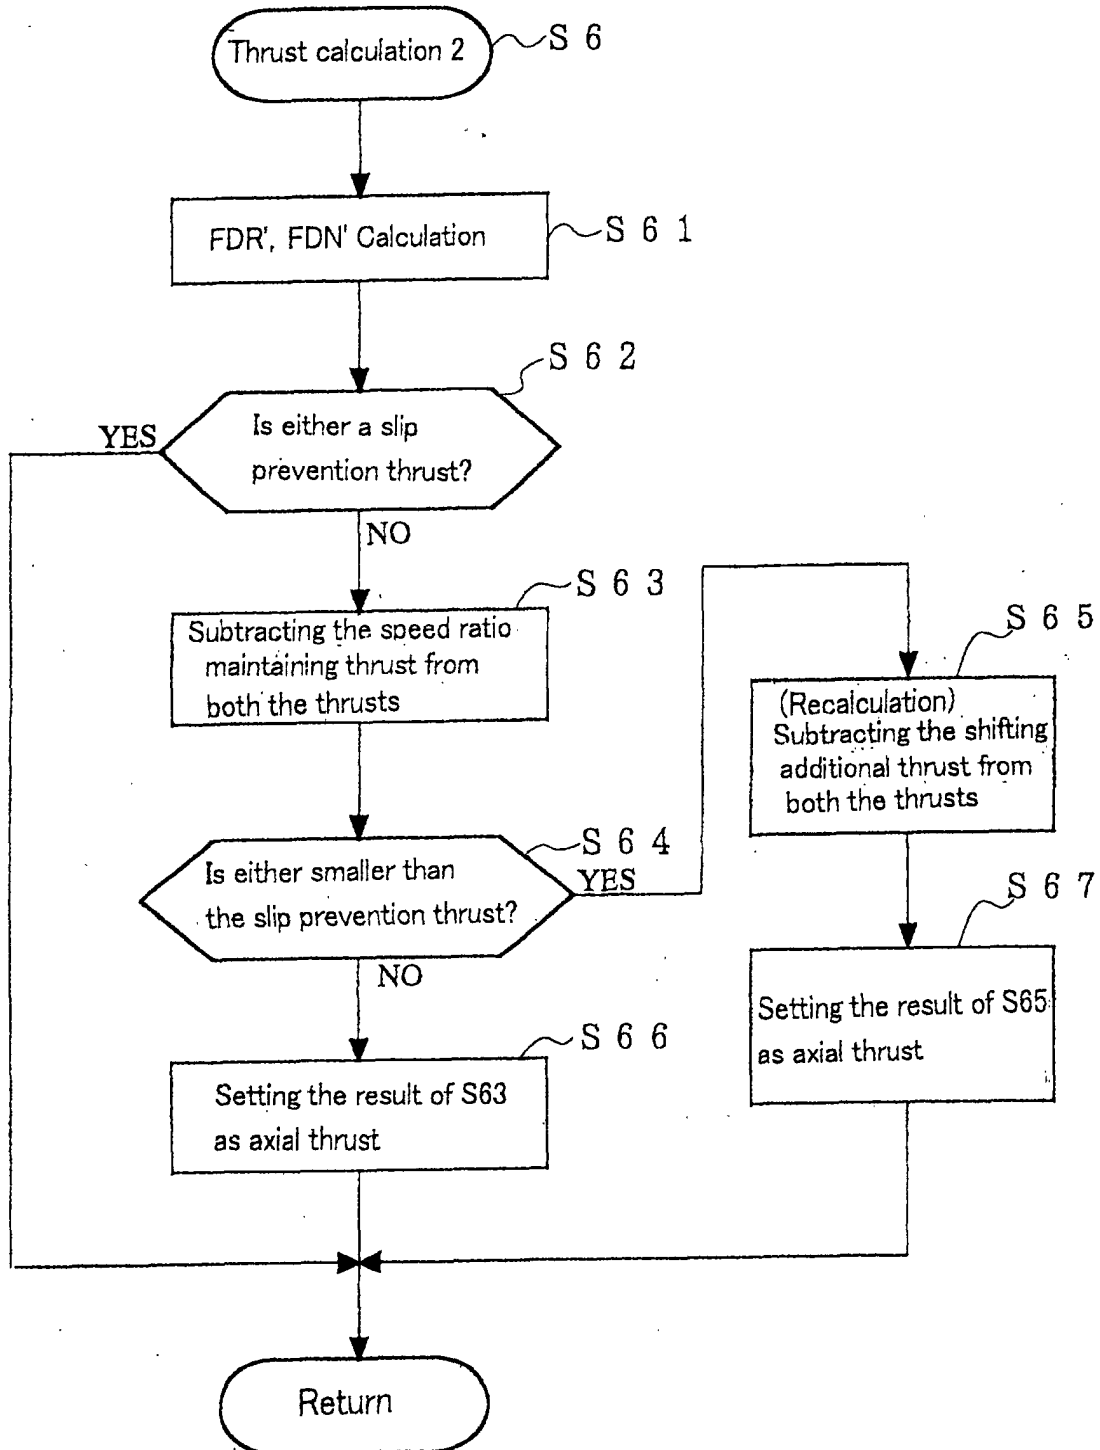 Thrust calculation 2
S 6
FDR', FDN' Calculation
S 6 1
S 6 2
Is either a slip
prevention thrust?
YES
NO
S 6 3
Subtracting the speed ratio
maintaining thrust from
both the thrusts
S 6 4
Is either smaller than
the slip prevention thrust?
YES
NO
S 6 5
(Recalculation)
Subtracting the shifting
additional thrust from
both the thrusts
S 6 6
Setting the result of S63
as axial thrust
S 6 7
Setting the result of S65
as axial thrust
Return